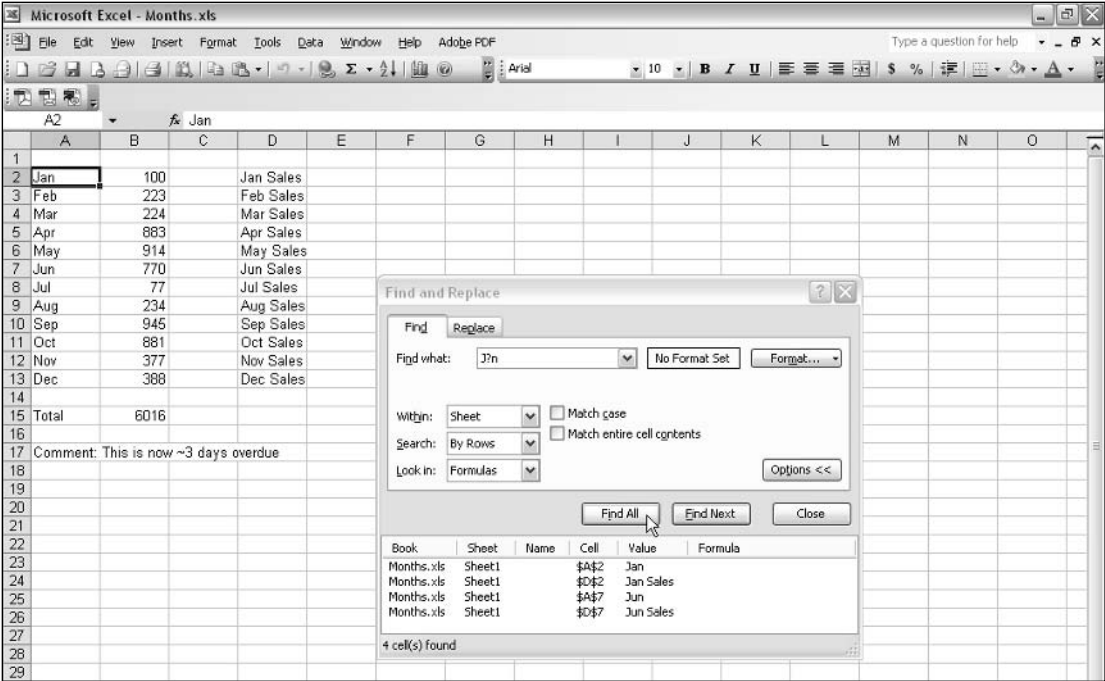 Microsoft Excel - Months.xls
File Edit View Insert Format Tools Data Window Help Adobe PDF Type a question for help
Arial 10 B I U $ %
A2 fx Jan
A B C D E F G H I J K L M N O
1
2 Jan 100 Jan Sales
3 Feb 223 Feb Sales
4 Mar 224 Mar Sales
5 Apr 883 Apr Sales
6 May 914 May Sales
7 Jun 770 Jun Sales
8 Jul 77 Jul Sales
9 Aug 234 Aug Sales
10 Sep 945 Sep Sales
11 Oct 881 Oct Sales
12 Nov 377 Nov Sales
13 Dec 388 Dec Sales
14
15 Total 6016
16
17 Comment: This is now ~3 days overdue
18
19
20
21
22
23
24
25
26
27
28
29
Find and Replace
Find Replace
Find what: J?n No Format Set Format...
Within: Sheet Match case
Match entire cell contents
Search: By Rows
Look in: Formulas Options <<
Find All Find Next Close
Book Sheet Name Cell Value Formula
Months.xls Sheet1 $A$2 Jan
Months.xls Sheet1 $D$2 Jan Sales
Months.xls Sheet1 $A$7 Jun
Months.xls Sheet1 $D$7 Jun Sales
4 cell(s) found